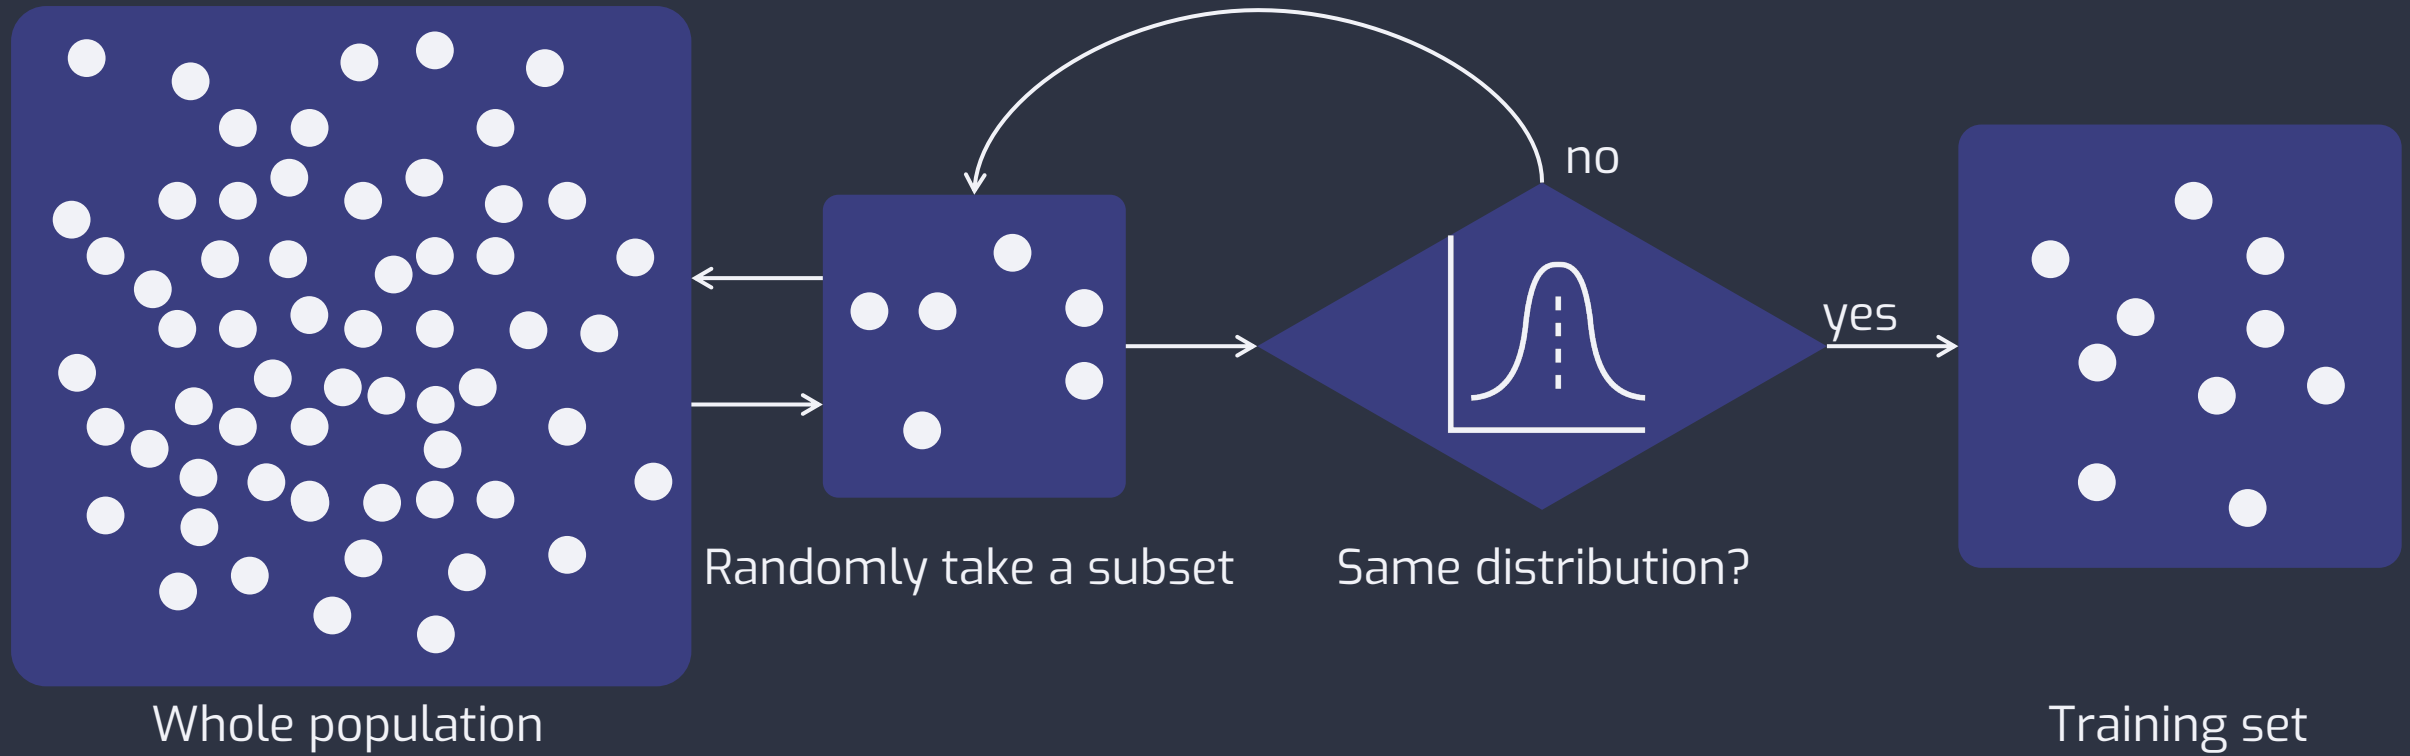 no
yes
Randomly take a subset
Same distribution?
Whole population
Training set